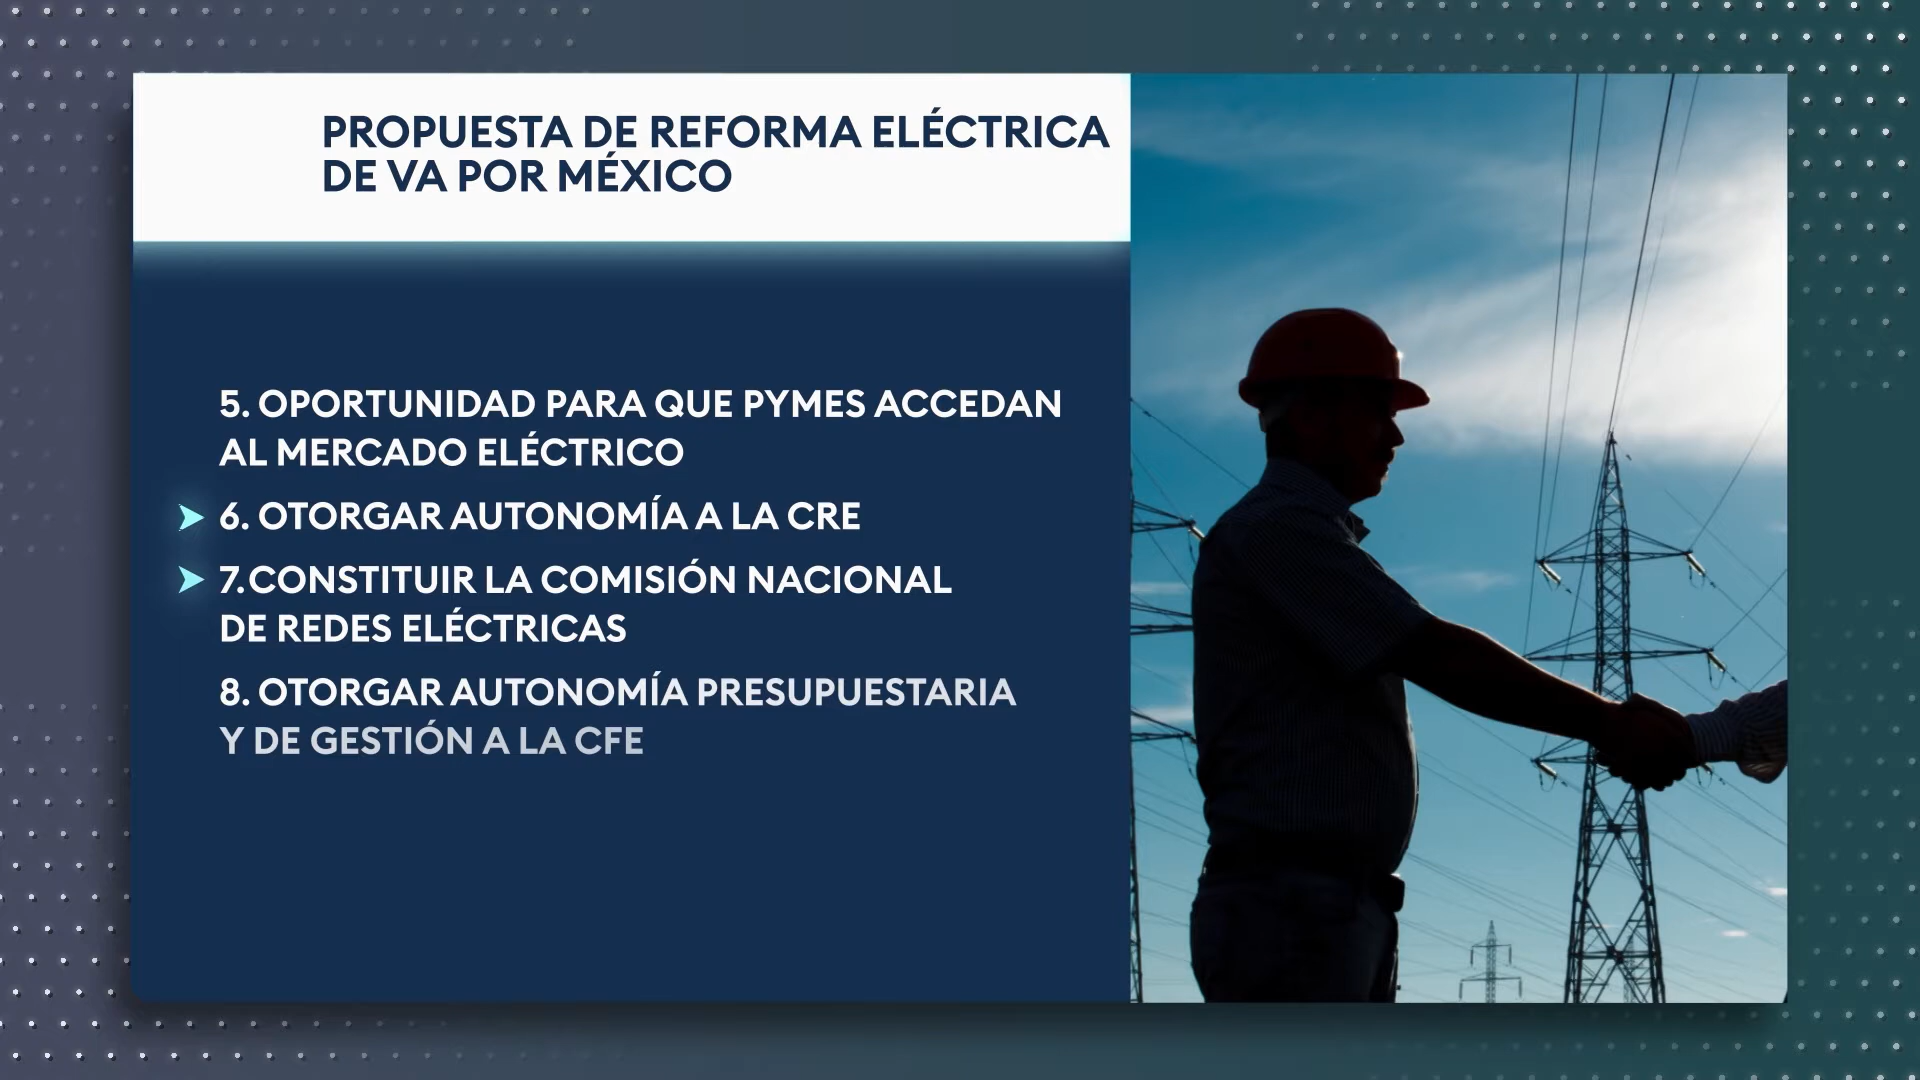 PROPUESTA DE REFORMA ELÉCTRICA
DE VA POR MÉXICO
5. OPORTUNIDAD PARA QUE PYMES ACCEDAN
AL MERCADO ELÉCTRICO
6. OTORGAR AUTONOMÍA A LA CRE
7.CONSTITUIR LA COMISIÓN NACIONAL
DE REDES ELÉCTRICAS
8. OTORGAR AUTONOMÍA PRESUPUESTARIA
Y DE GESTIÓN A LA CFE